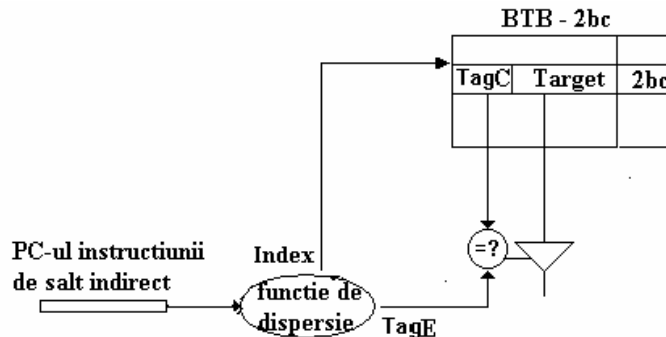 BTB - 2bc
TagC Target 2bc
=?
PC-ul instructiunii
de salt indirect
Index
functie de
dispersie
TagE